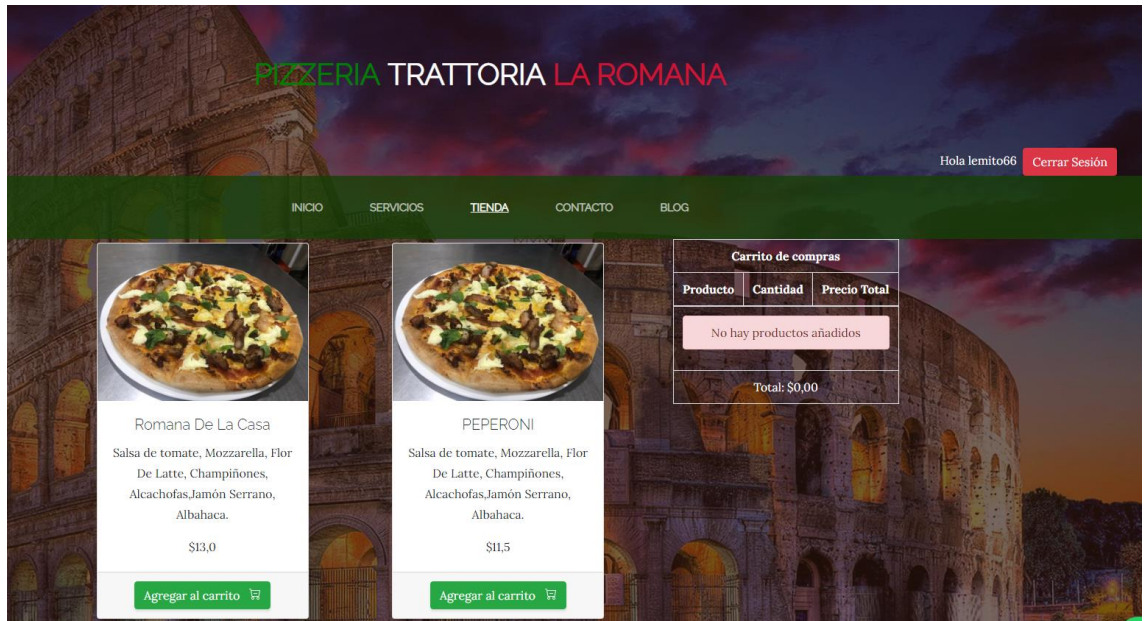 PIZZERIA TRATTORIA LA ROMANA
Hola lemito66 Cerrar Sesión
INICIO SERVICIOS TIENDA CONTACTO BLOG
Romana De La Casa
Salsa de tomate, Mozzarella, Flor
De Latte, Champiñones,
Alcachofas,Jamón Serrano,
Albahaca.
$13,0
Agregar al carrito
PEPERONI
Salsa de tomate, Mozzarella, Flor
De Latte, Champiñones,
Alcachofas,Jamón Serrano,
Albahaca.
$11,5
Agregar al carrito
Carrito de compras
Producto Cantidad Precio Total
No hay productos añadidos
Total: $0,00